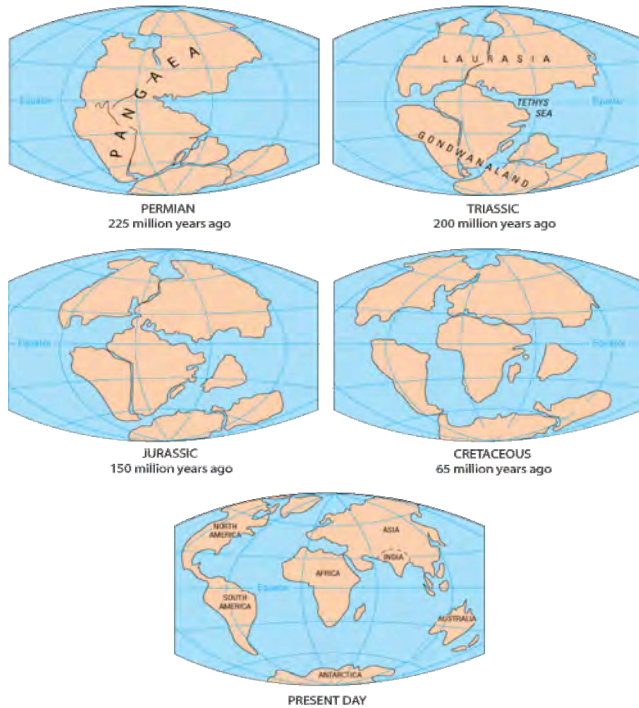 PANGAEA
Equator
PERMIAN
225 million years ago
LAURASIA
TETHYS
SEA
Equator
GONDWANALAND
TRIASSIC
200 million years ago
Equator
JURASSIC
150 million years ago
Equator
CRETACEOUS
65 million years ago
NORTH
AMERICA
ASIA
INDIA
AFRICA
Equator
SOUTH
AMERICA
AUSTRALIA
ANTARCTICA
PRESENT DAY